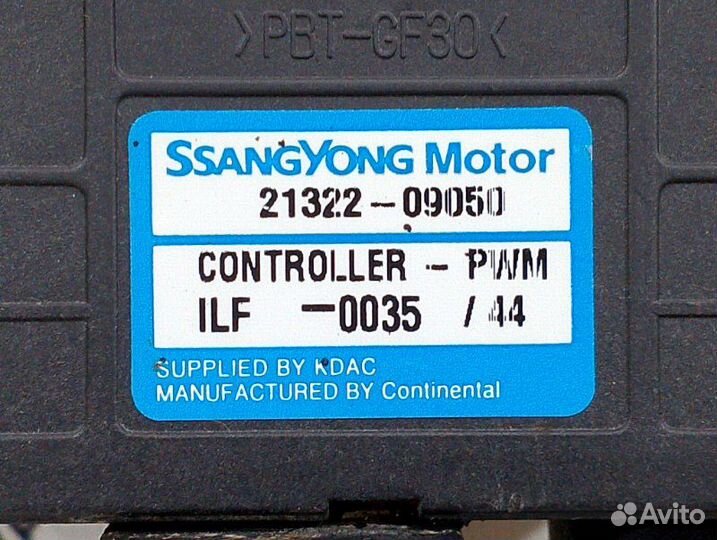 >PBT-GF30<
SSANGYONG Motor
21322-09050
CONTROLLER - PWM
ILF -0035 / 44
SUPPLIED BY KDAC
MANUFACTURED BY Continental
Avito